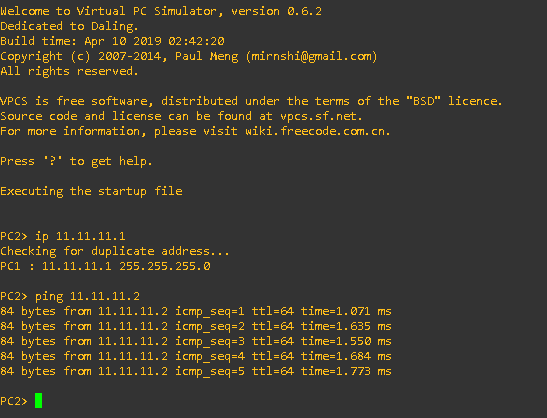 Welcome to Virtual PC Simulator, version 0.6.2
Dedicated to Daling.
Build time: Apr 10 2019 02:42:20
Copyright (c) 2007-2014, Paul Meng (mirnshi@gmail.com)
All rights reserved.
VPCS is free software, distributed under the terms of the "BSD" licence.
Source code and license can be found at vpcs.sf.net.
For more information, please visit wiki.freecode.com.cn.
Press '?' to get help.
Executing the startup file
PC2> ip 11.11.11.1
Checking for duplicate address...
PC1 : 11.11.11.1 255.255.255.0
PC2> ping 11.11.11.2
84 bytes from 11.11.11.2 icmp_seq=1 ttl=64 time=1.071 ms
84 bytes from 11.11.11.2 icmp_seq=2 ttl=64 time=1.635 ms
84 bytes from 11.11.11.2 icmp_seq=3 ttl=64 time=1.550 ms
84 bytes from 11.11.11.2 icmp_seq=4 ttl=64 time=1.684 ms
84 bytes from 11.11.11.2 icmp_seq=5 ttl=64 time=1.773 ms
PC2>